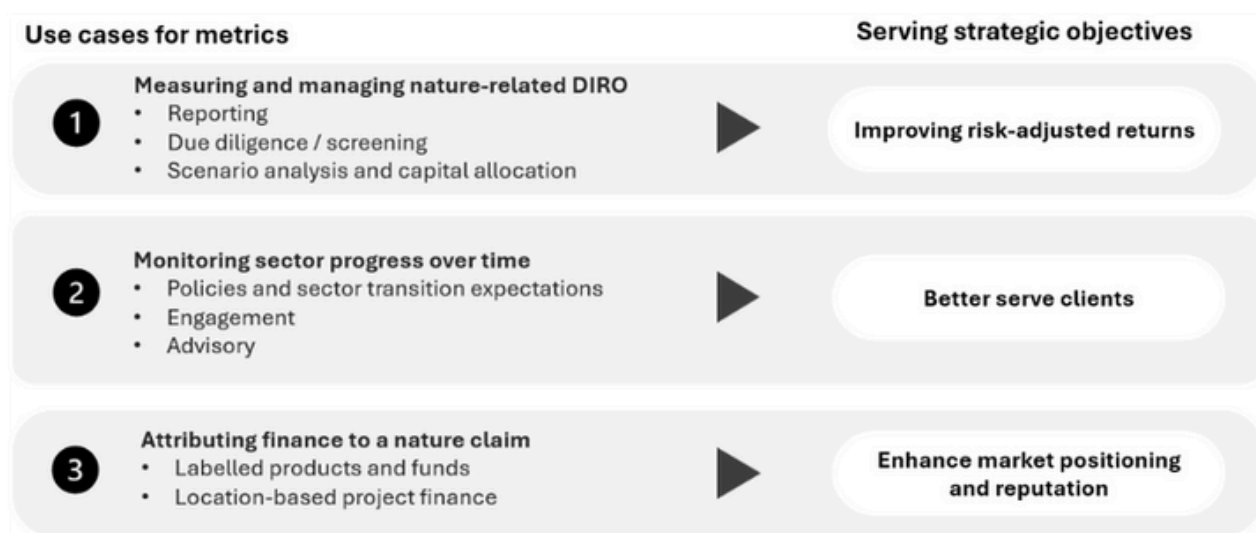 Use cases for metrics
Serving strategic objectives
1
Measuring and managing nature-related DIRO
• Reporting
• Due diligence / screening
• Scenario analysis and capital allocation
Improving risk-adjusted returns
2
Monitoring sector progress over time
• Policies and sector transition expectations
• Engagement
• Advisory
Better serve clients
3
Attributing finance to a nature claim
• Labelled products and funds
• Location-based project finance
Enhance market positioning
and reputation